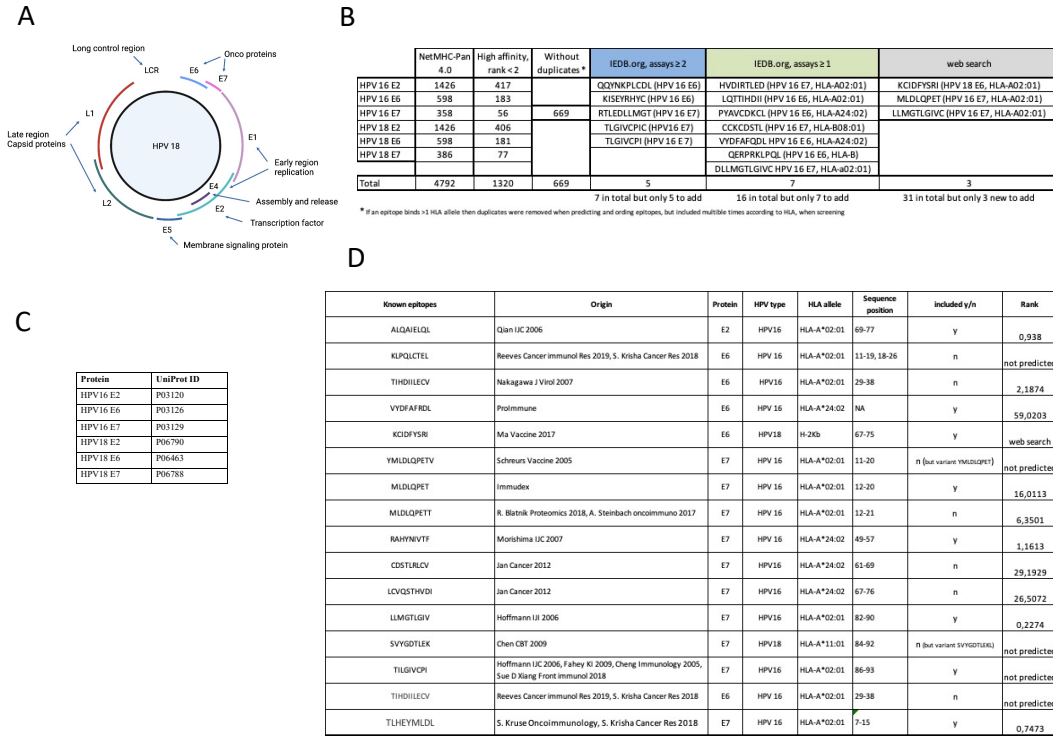 A
Long control region
Onco proteins
LCR
E6
E7
L1
HPV 18
E1
Late region
Capsid proteins
Early region
replication
E4
Assembly and release
L2
E2
Transcription factor
E5
Membrane signaling protein
B
NetMHC-Pan 4.0 High affinity, rank < 2 Without duplicates * IEDB.org, assays ≥ 2 IEDB.org, assays ≥ 1 web search
HPV 16 E2 1426 417 QQYNKPLCDL (HPV 16 E6) HVDIRTLED (HPV 16 E7, HLA-A02:01) KCIDFYSRI (HPV 18 E6, HLA-A02:01)
HPV 16 E6 598 183 KISEYRHYC (HPV 16 E6) LQTTIHDII (HPV 16 E6, HLA-A02:01) MLDLQPET (HPV 16 E7, HLA-A02:01)
HPV 16 E7 358 56 669 RTLEDLLMGT (HPV 16 E7) PYAVCDKCL (HPV 16 E6, HLA-A24:02) LLMGTLGIVC (HPV 16 E7, HLA-A02:01)
HPV 18 E2 1426 406 TLGIVCPIC (HPV 16 E7) CCKCDSTL (HPV 16 E7, HLA-B08:01)
HPV 18 E6 598 181 TLGIVCPI (HPV 16 E 7) VYDFAFQDL (HPV 16 E 6, HLA-A24:02)
HPV 18 E7 386 77 QERPRKLPQL (HPV 16 E6, HLA-B)
DLLMGTLGIVC HPV 16 E7, HLA-a02:01)
Total 4792 1320 669 5 7 3
7 in total but only 5 to add 16 in total but only 7 to add 31 in total but only 3 new to add
* If an epitope binds >1 HLA allele then duplicates were removed when predicting and ording epitopes, but included multible times according to HLA, when screening
C
Protein UniProt ID
HPV16 E2 P03120
HPV16 E6 P03126
HPV16 E7 P03129
HPV18 E2 P06790
HPV18 E6 P06463
HPV18 E7 P06788
D
Known epitopes Origin Protein HPV type HLA allele Sequence position included y/n Rank
ALQAIELQL Qian IJC 2006 E2 HPV16 HLA-A*02:01 69-77 y 0,938
KLPQLCTEL Reeves Cancer immunol Res 2019, S. Krisha Cancer Res 2018 E6 HPV 16 HLA-A*02:01 11-19, 18-26 n not predicted
TIHDIILECV Nakagawa J Virol 2007 E6 HPV16 HLA-A*02:01 29-38 n 2,1874
VYDFAFRDL ProImmune E6 HPV 16 HLA-A*24:02 NA y 59,0203
KCIDFYSRI Ma Vaccine 2017 E6 HPV18 H-2Kb 67-75 y web search
YMLDLQPETV Schreurs Vaccine 2005 E7 HPV 16 HLA-A*02:01 11-20 n (but variant YMLDLQPET) not predicted
MLDLQPET Immudex E7 HPV 16 HLA-A*02:01 12-20 y 16,0113
MLDLQPETT R. Blatnik Proteomics 2018, A. Steinbach oncoimmuno 2017 E7 HPV 16 HLA-A*02:01 12-21 n 6,3501
RAHYNIVTF Morishima IJC 2007 E7 HPV 16 HLA-A*24:02 49-57 y 1,1613
CDSTLRLCV Jan Cancer 2012 E7 HPV16 HLA-A*24:02 61-69 n 29,1929
LCVQSTHVDI Jan Cancer 2012 E7 HPV 16 HLA-A*24:02 67-76 n 26,5072
LLMGTLGIV Hoffmann IJI 2006 E7 HPV16 HLA-A*02:01 82-90 y 0,2274
SVYGDTLEK Chen CBT 2009 E7 HPV18 HLA-A*11:01 84-92 n (but variant SVYGDTLEKL) not predicted
TILGIVCPI Hoffmann IJC 2006, Fahey KI 2009, Cheng Immunology 2005, Sue D Xiang Front immunol 2018 E7 HPV16 HLA-A*02:01 86-93 y not predicted
TIHDIILECV Reeves Cancer immunol Res 2019, S. Krisha Cancer Res 2018 E6 HPV 16 HLA-A*02:01 29-38 n not predicted
TLHEYMLDL S. Kruse Oncoimmunology, S. Krisha Cancer Res 2018 E7 HPV 16 HLA-A*02:01 7-15 y 0,7473